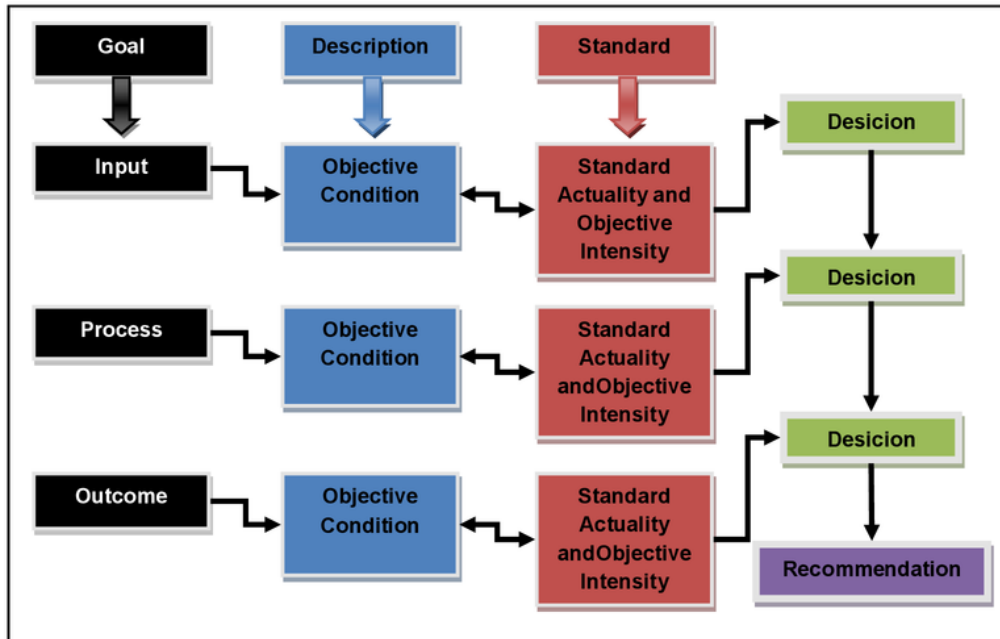 Goal
Description
Standard
Desicion
Input
Objective
Condition
Standard
Actuality and
Objective
Intensity
Desicion
Process
Objective
Condition
Standard
Actuality
andObjective
Intensity
Desicion
Outcome
Objective
Condition
Standard
Actuality
andObjective
Intensity
Recommendation